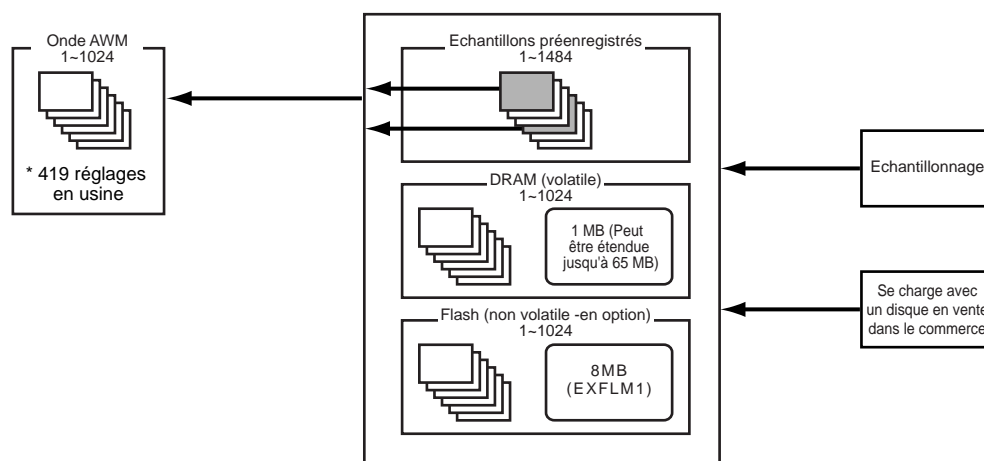 Onde AWM
1~1024
* 419 réglages
en usine
Echantillons préenregistrés
1~1484
DRAM (volatile)
1~1024
1 MB (Peut
être étendue
jusqu'à 65 MB)
Flash (non volatile -en option)
1~1024
8MB
(EXFLM1)
Echantillonnage
Se charge avec
un disque en vente
dans le commerce